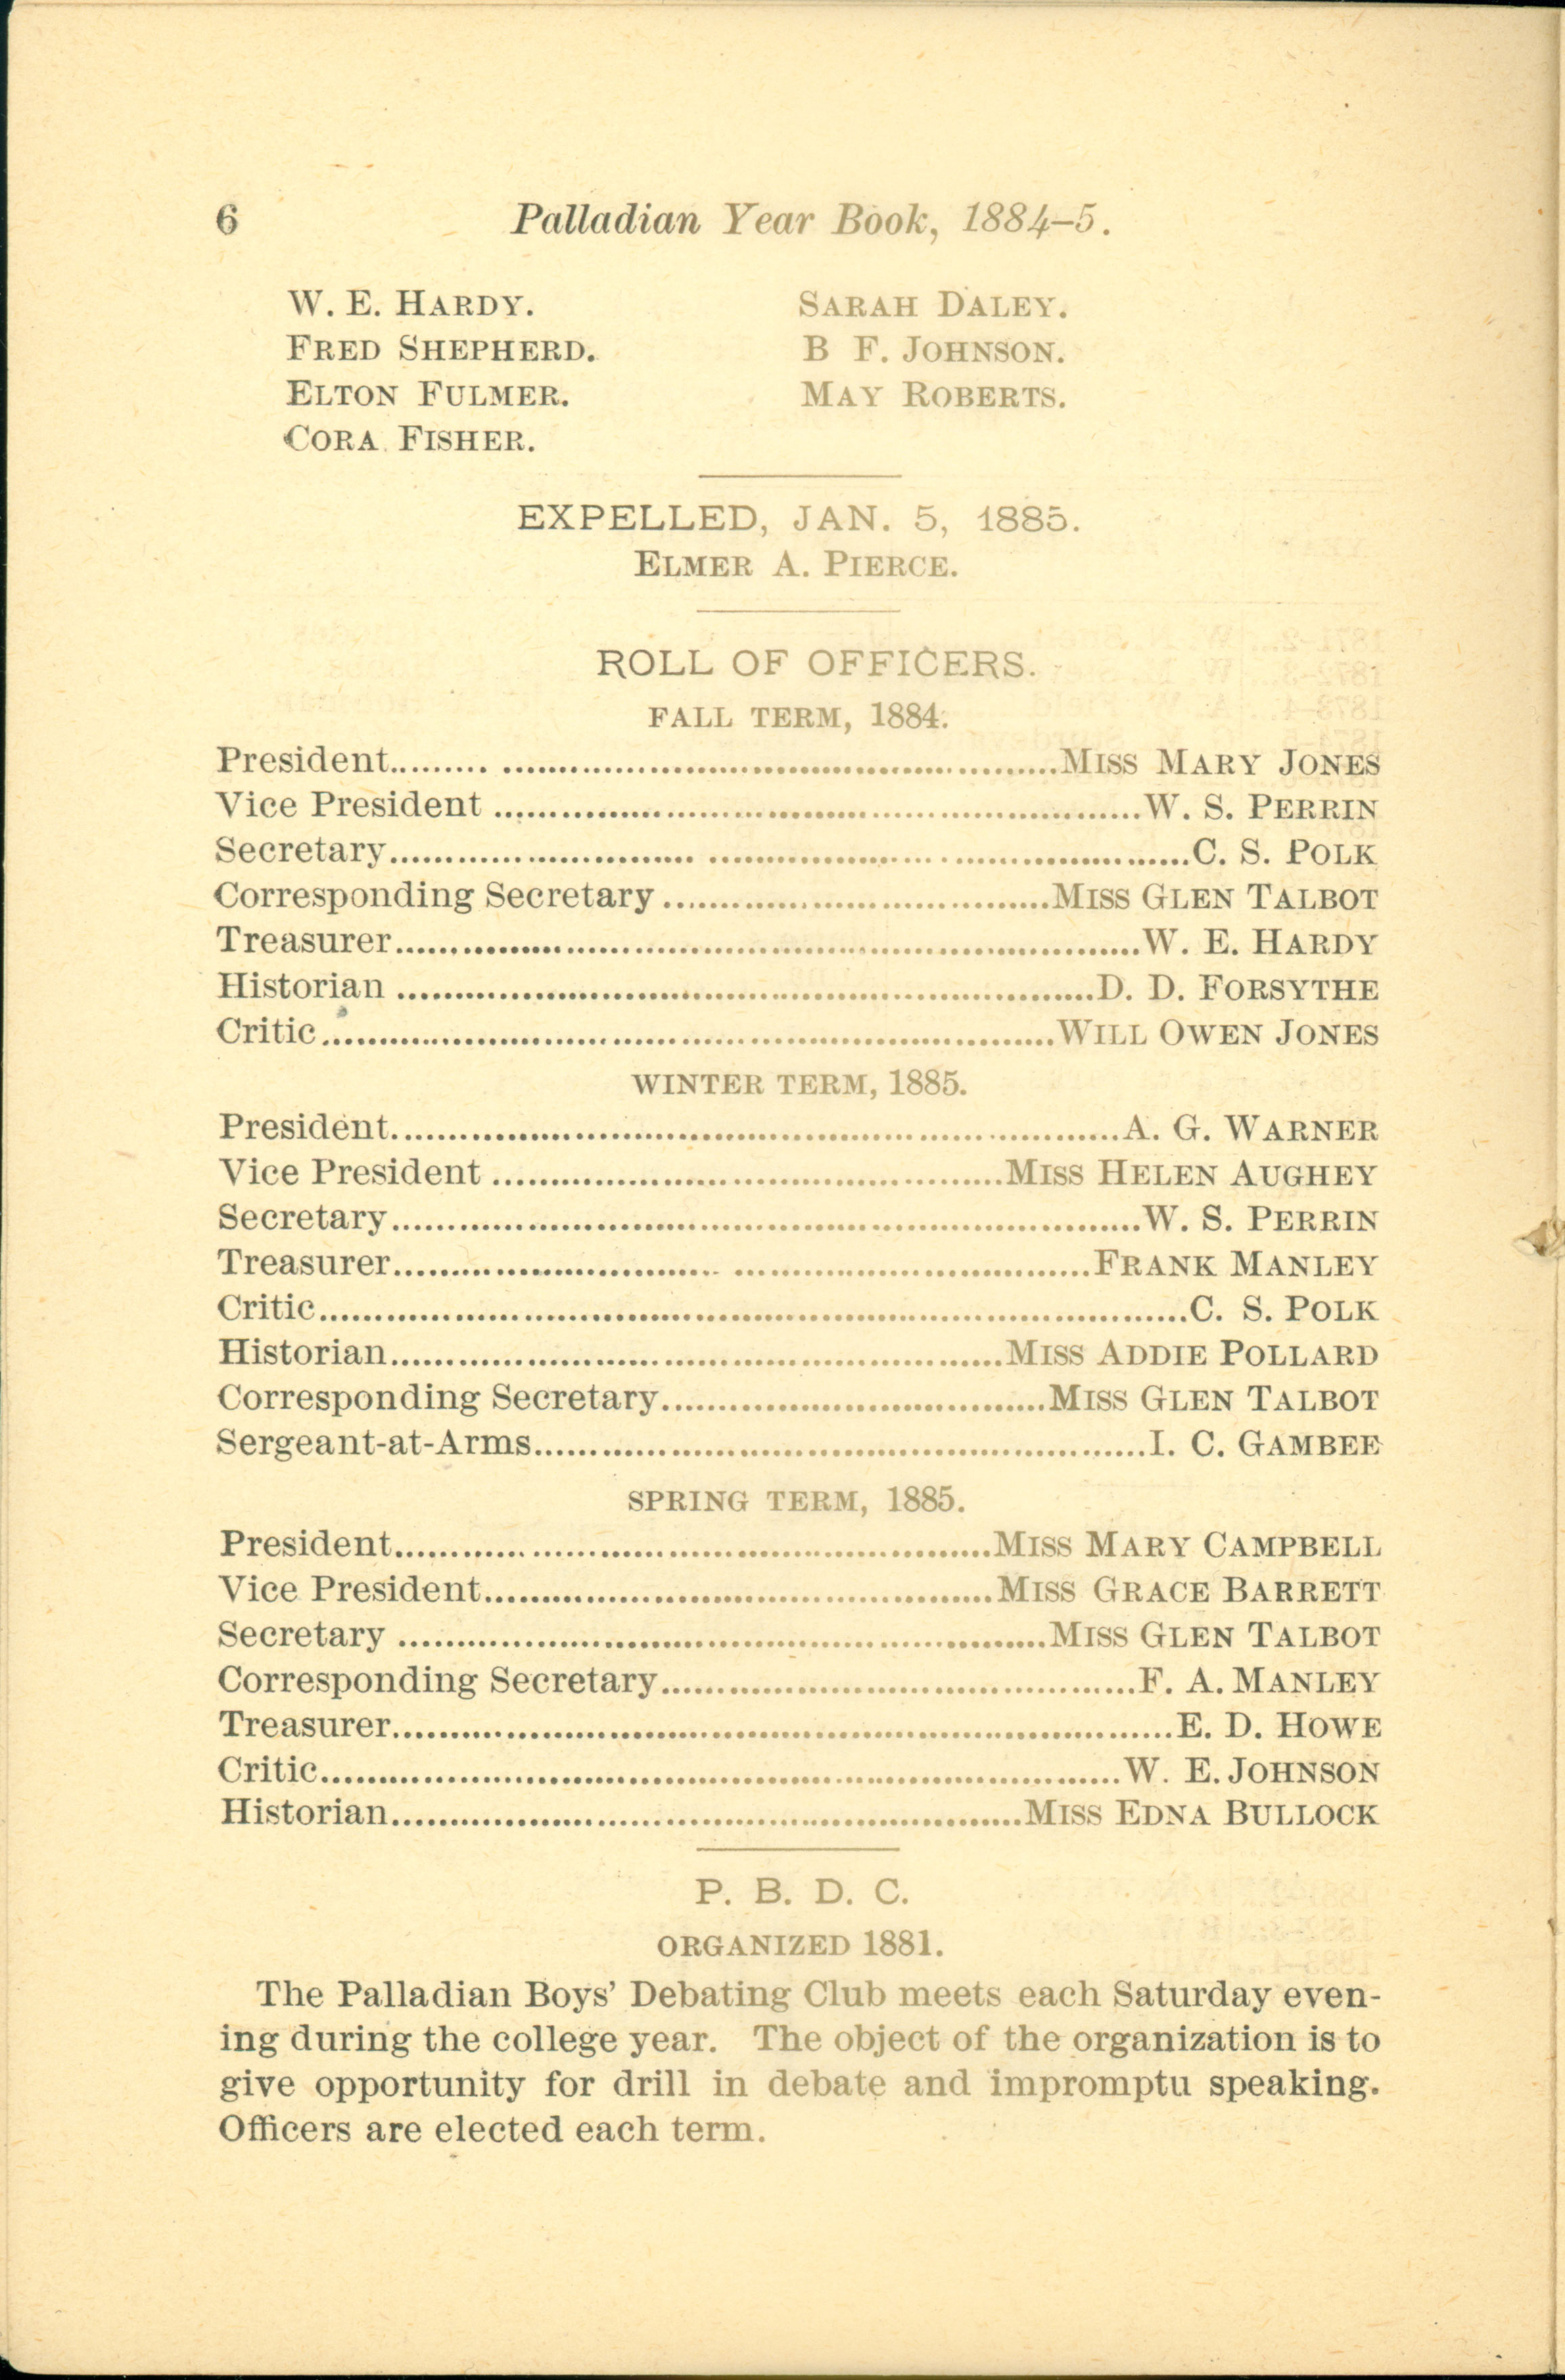 6 Palladian Year Book, 1884-5.
W. E. HARDY. SARAH DALEY.
FRED SHEPHERD. B F. JOHNSON.
ELTON FULMER. MAY ROBERTS.
CORA FISHER.
EXPELLED, JAN. 5, 1885.
ELMER A. PIERCE.
ROLL OF OFFICERS.
FALL TERM, 1884.
President.......... MISS MARY JONES
Vice President .......... W. S. PERRIN
Secretary.......... C. S. POLK
Corresponding Secretary .......... MISS GLEN TALBOT
Treasurer.......... W. E. HARDY
Historian .......... D. D. FORSYTHE
Critic.......... WILL OWEN JONES
WINTER TERM, 1885.
President.......... A. G. WARNER
Vice President .......... MISS HELEN AUGHEY
Secretary.......... W. S. PERRIN
Treasurer.......... FRANK MANLEY
Critic.......... C. S. POLK
Historian.......... MISS ADDIE POLLARD
Corresponding Secretary.......... MISS GLEN TALBOT
Sergeant-at-Arms.......... I. C. GAMBEE
SPRING TERM, 1885.
President.......... MISS MARY CAMPBELL
Vice President.......... MISS GRACE BARRETT
Secretary .......... MISS GLEN TALBOT
Corresponding Secretary.......... F. A. MANLEY
Treasurer.......... E. D. HOWE
Critic.......... W. E. JOHNSON
Historian.......... MISS EDNA BULLOCK
P. B. D. C.
ORGANIZED 1881.
The Palladian Boys' Debating Club meets each Saturday even-
ing during the college year. The object of the organization is to
give opportunity for drill in debate and impromptu speaking.
Officers are elected each term.